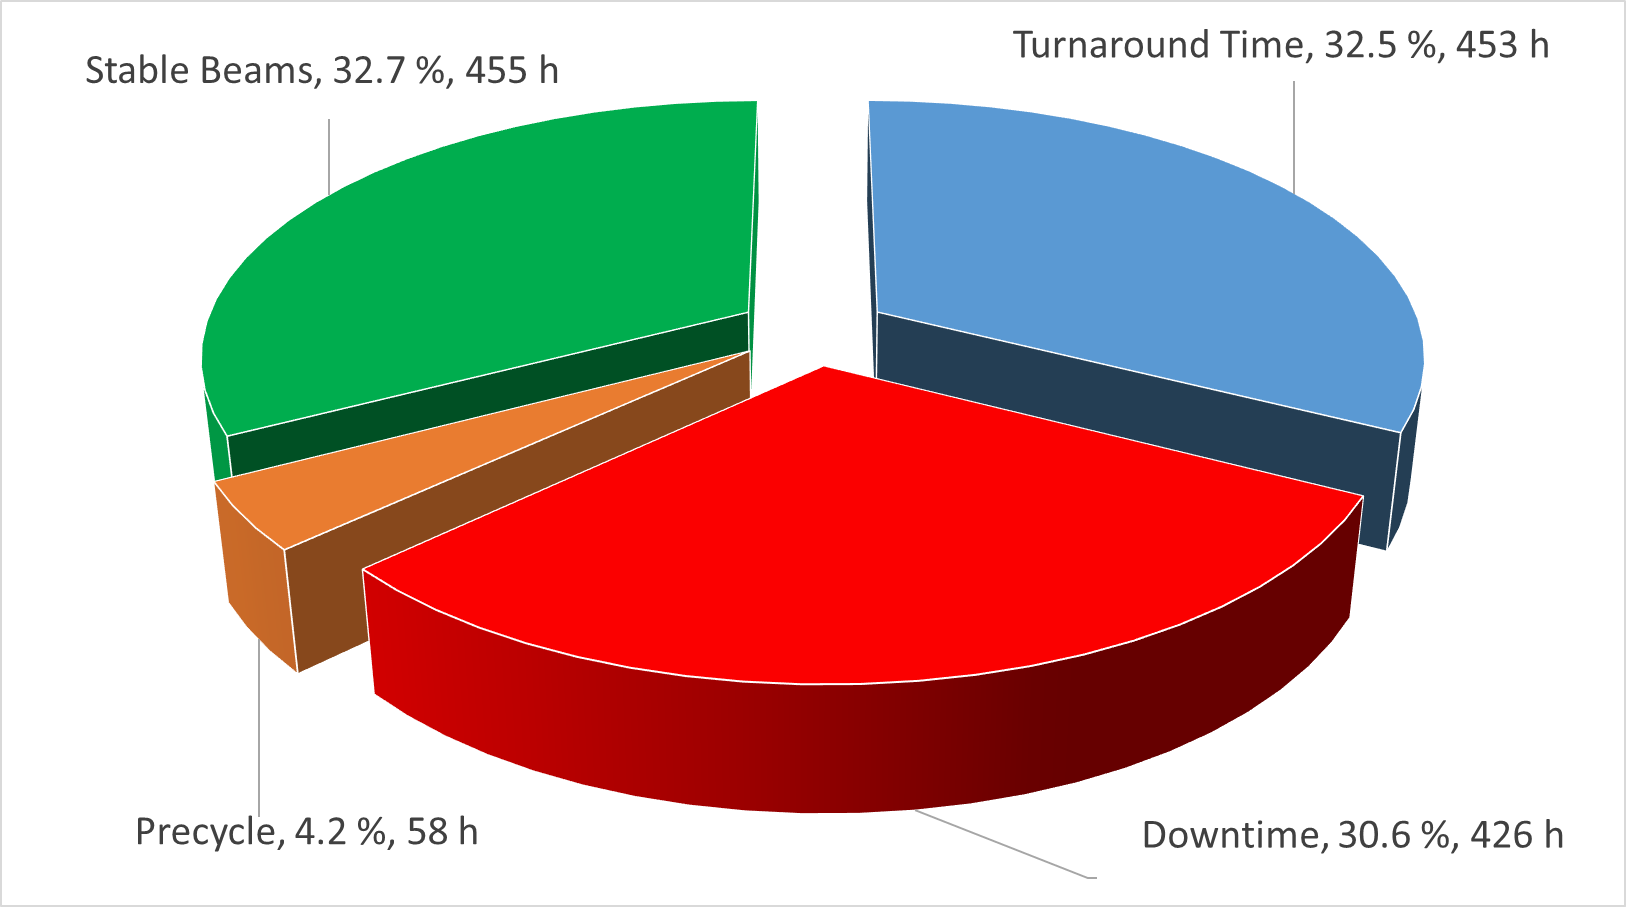 Turnaround Time, 32.5 %, 453 h
Stable Beams, 32.7 %, 455 h
Precycle, 4.2 %, 58 h
Downtime, 30.6 %, 426 h